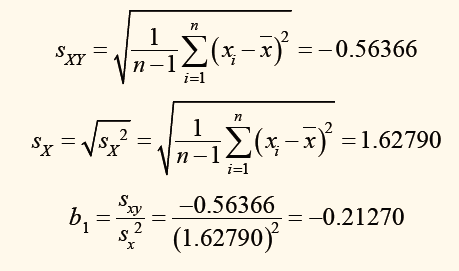 s_XY = √(1/(n−1) ∑_{i=1}^{n} (x_i − x̄)²) = −0.56366
s_X = √(s_X²) = √(1/(n−1) ∑_{i=1}^{n} (x_i − x̄)²) = 1.62790
b₁ = s_xy/s_x² = −0.56366/(1.62790)² = −0.21270